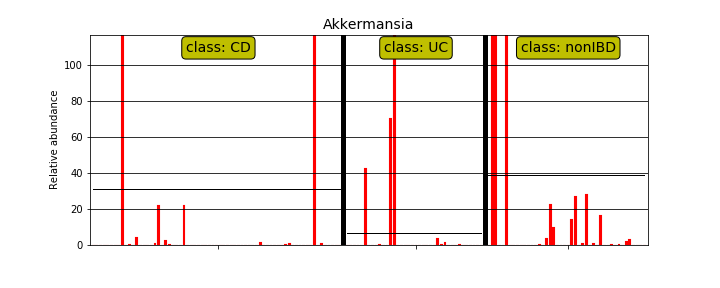 Akkermansia
class: CD
class: UC
class: nonIBD
Relative abundance
100
80
60
40
20
0